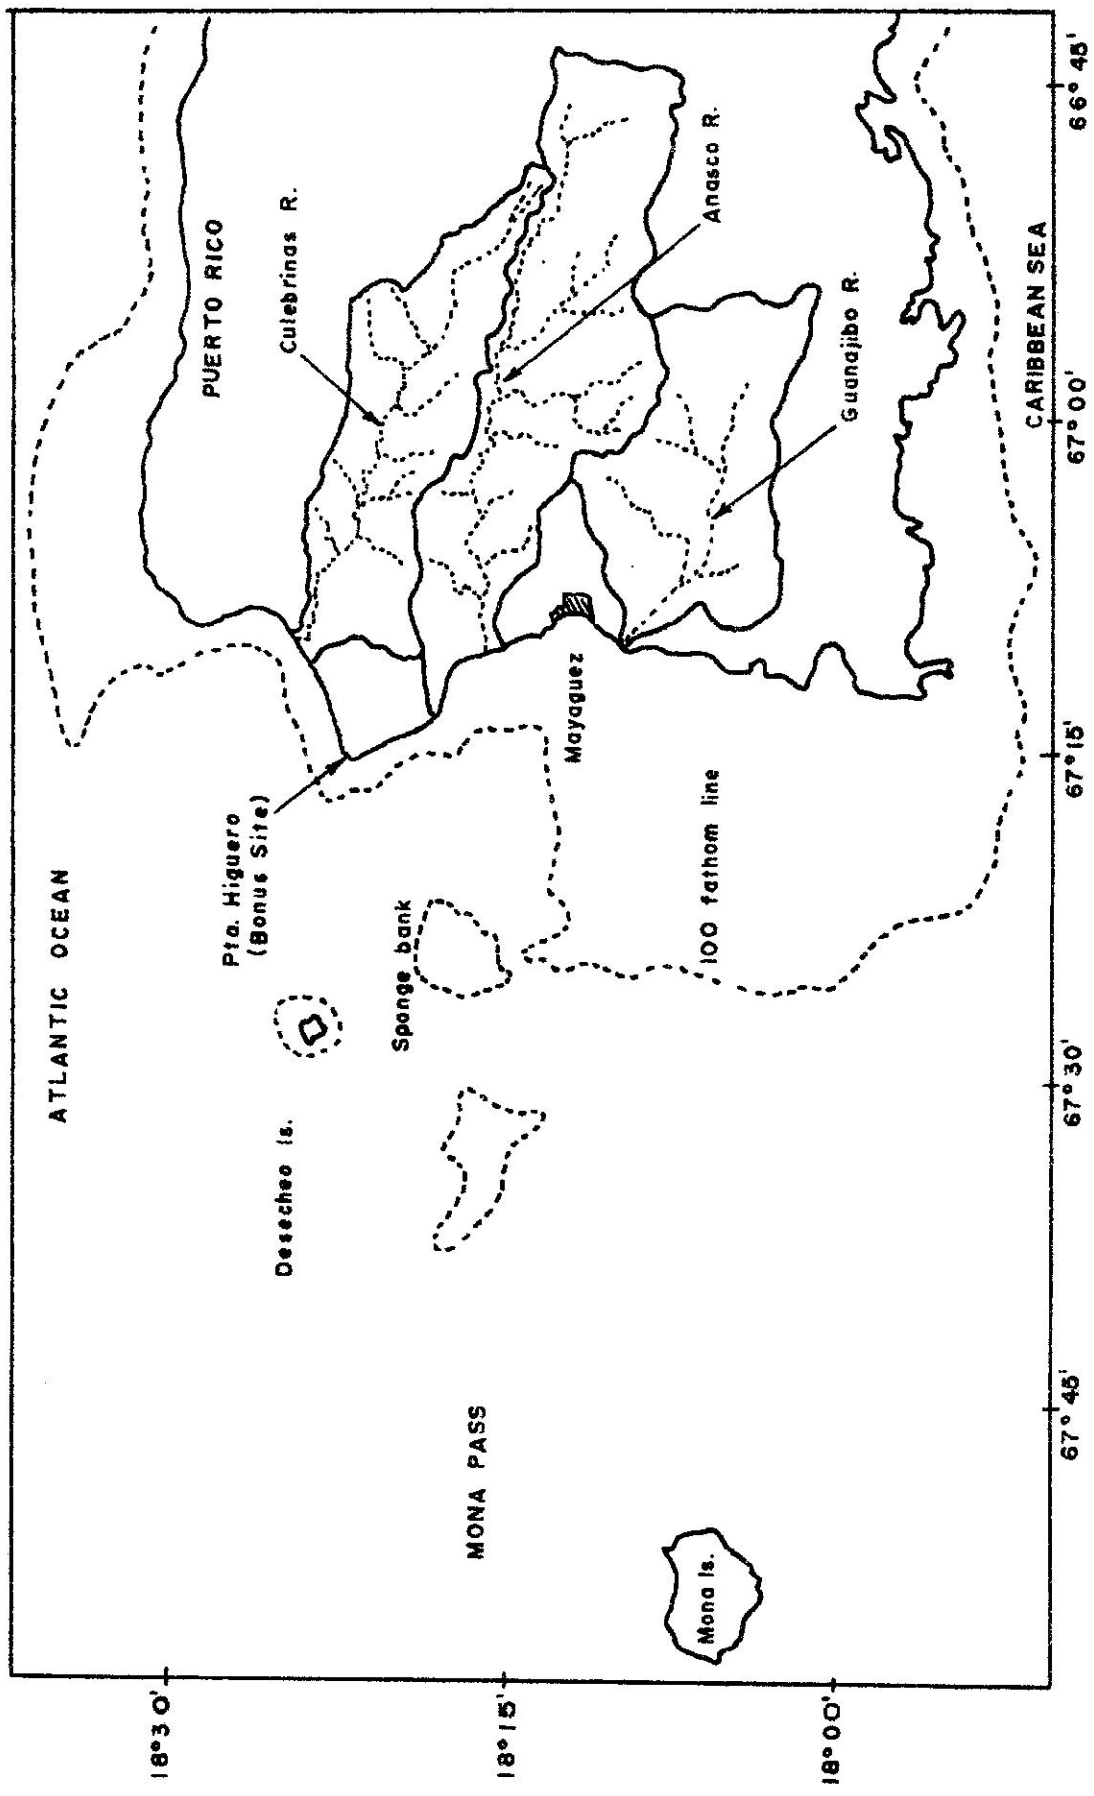 ATLANTIC OCEAN
PUERTO RICO
Culebrinas R.
Pta. Higuero
(Bonus Site)
Desecheo Is.
Sponge bank
Anasco R.
MONA PASS
Mayaguez
Guanajibo R.
100 fathom line
Mona Is.
CARIBBEAN SEA
18°30'
18°15'
18°00'
67°45'
67°30'
67°15'
67°00'
66°45'